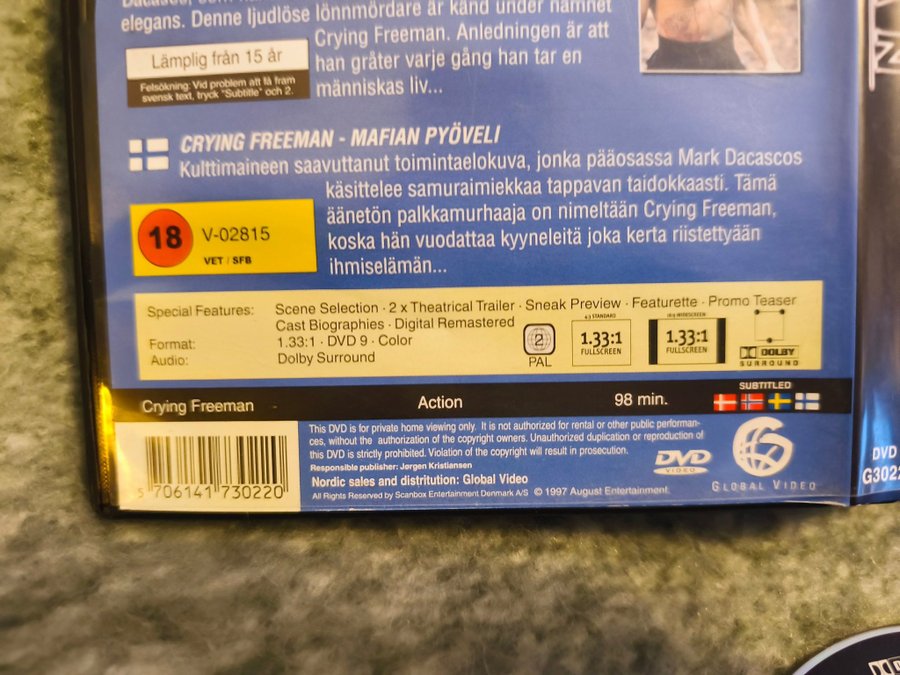 elegans. Denne ljudlöse lönnmördare är känd under namnet
Crying Freeman. Anledningen är att
han gråter varje gång han tar en
människas liv...
Lämplig från 15 år
Felsökning: Vid problem att få fram
svensk text, tryck "Subtitle" och 2.
CRYING FREEMAN - MAFIAN PYÖVELI
Kulttimaineen saavuttanut toimintaelokuva, jonka pääosassa Mark Dacascos
käsittelee samuraimiekkaa tappavan taidokkaasti. Tämä
äänetön palkkamurhaaja on nimeltään Crying Freeman,
koska hän vuodattaa kyyneleitä joka kerta riistettyään
ihmiselämän...
18 V-02815
VET / SFB
Special Features: Scene Selection · 2 x Theatrical Trailer · Sneak Preview · Featurette · Promo Teaser
Cast Biographies · Digital Remastered
Format: 1.33:1 · DVD 9 · Color
Audio: Dolby Surround
2
PAL
4:3 STANDARD
1.33:1
FULLSCREEN
16:9 WIDESCREEN
1.33:1
FULLSCREEN
DOLBY
SURROUND
Crying Freeman Action 98 min.
SUBTITLED
This DVD is for private home viewing only. It is not authorized for rental or other public performan-
ces, without the authorization of the copyright owners. Unauthorized duplication or reproduction of
this DVD is strictly prohibited. Violation of the copyright will result in prosecution.
Responsible publisher: Jørgen Kristiansen
Nordic sales and distritution: Global Video
All Rights Reserved by Scanbox Entertainment Denmark A/S © 1997 August Entertainment.
DVD
VIDEO
GLOBAL VIDEO
5 706141 730220
DVD
G3022